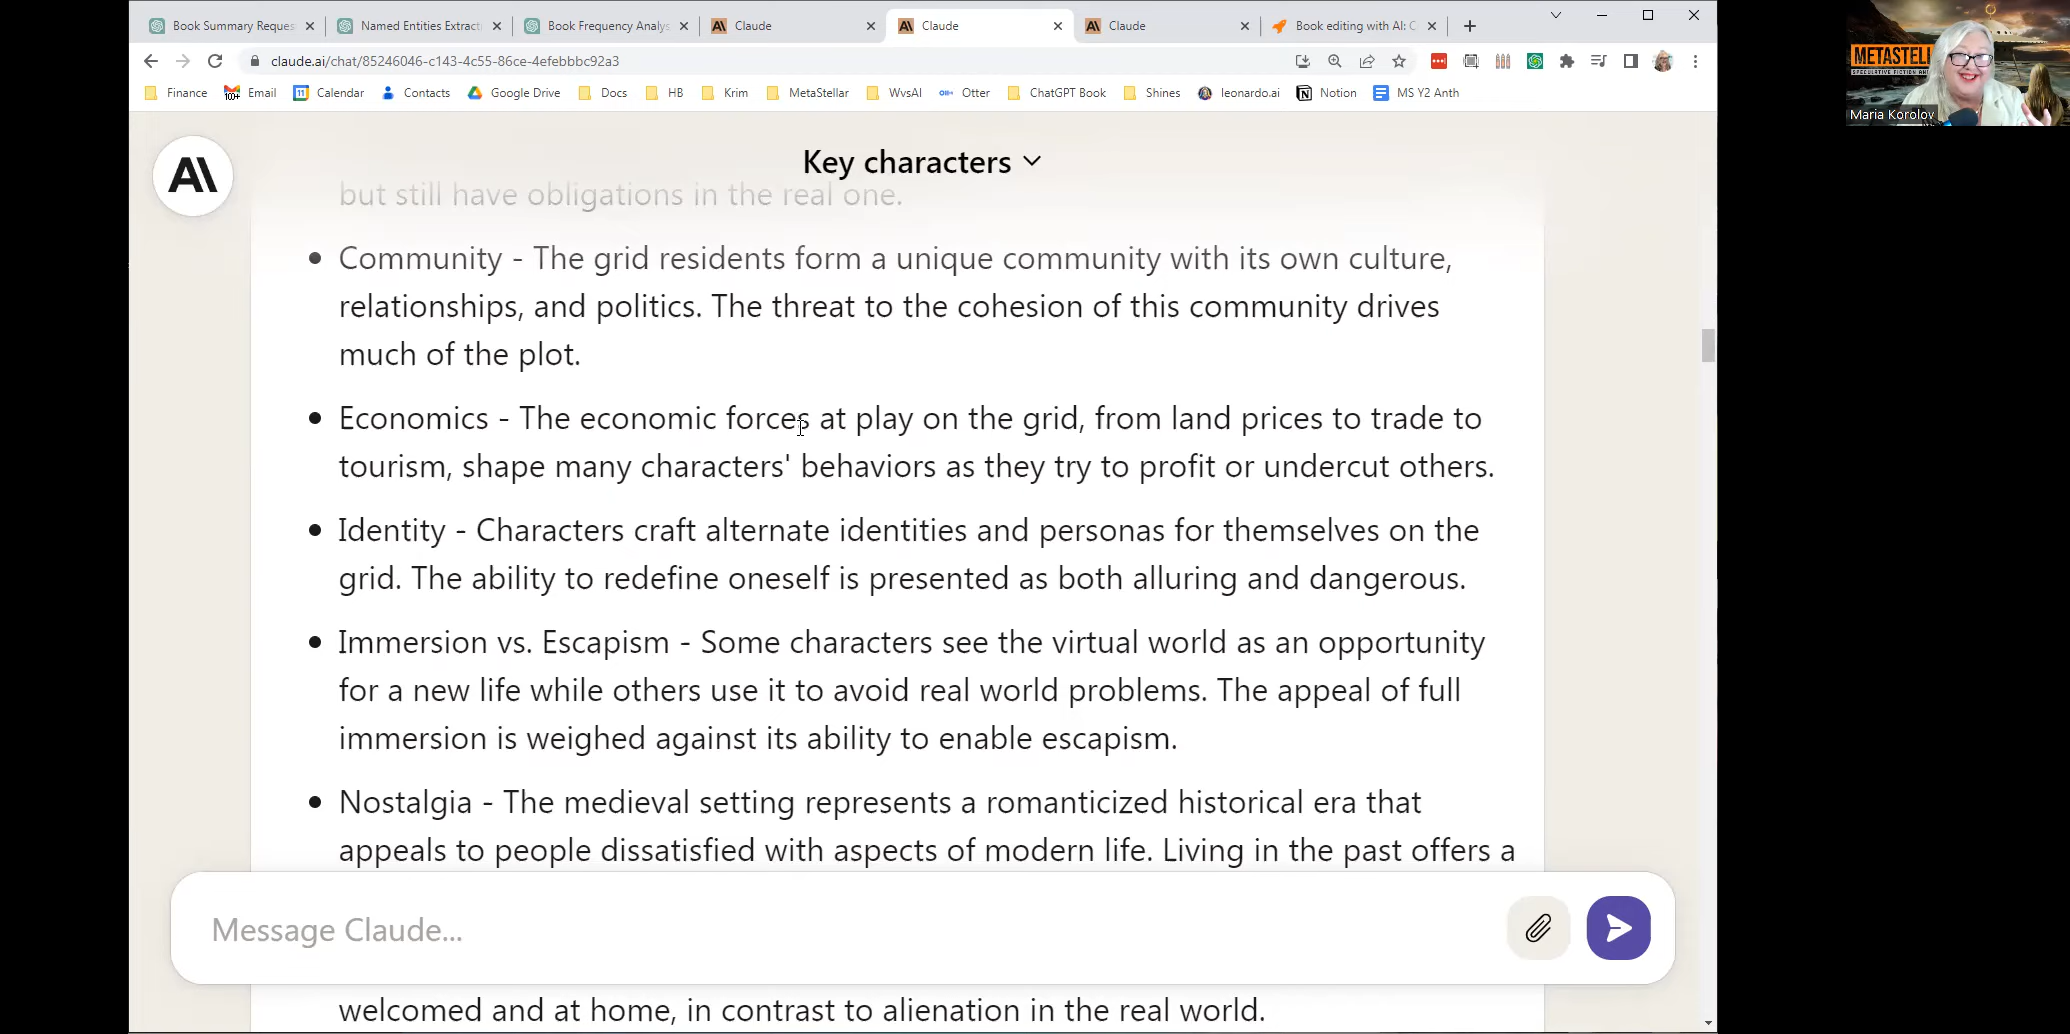 Book Summary Reques
Named Entities Extract
Book Frequency Analys
Claude
Claude
Claude
Book editing with AI: C
claude.ai/chat/85246046-c143-4c55-86ce-4efebbbc92a3
Finance
100+
Email
Calendar
Contacts
Google Drive
Docs
HB
Krim
MetaStellar
WvsAI
Otter
ChatGPT Book
Shines
leonardo.ai
Notion
MS Y2 Anth
METASTELL
Maria Korolov
Key characters
but still have obligations in the real one.
• Community - The grid residents form a unique community with its own culture,
relationships, and politics. The threat to the cohesion of this community drives
much of the plot.
• Economics - The economic forces at play on the grid, from land prices to trade to
tourism, shape many characters' behaviors as they try to profit or undercut others.
• Identity - Characters craft alternate identities and personas for themselves on the
grid. The ability to redefine oneself is presented as both alluring and dangerous.
• Immersion vs. Escapism - Some characters see the virtual world as an opportunity
for a new life while others use it to avoid real world problems. The appeal of full
immersion is weighed against its ability to enable escapism.
• Nostalgia - The medieval setting represents a romanticized historical era that
appeals to people dissatisfied with aspects of modern life. Living in the past offers a
Message Claude...
welcomed and at home, in contrast to alienation in the real world.